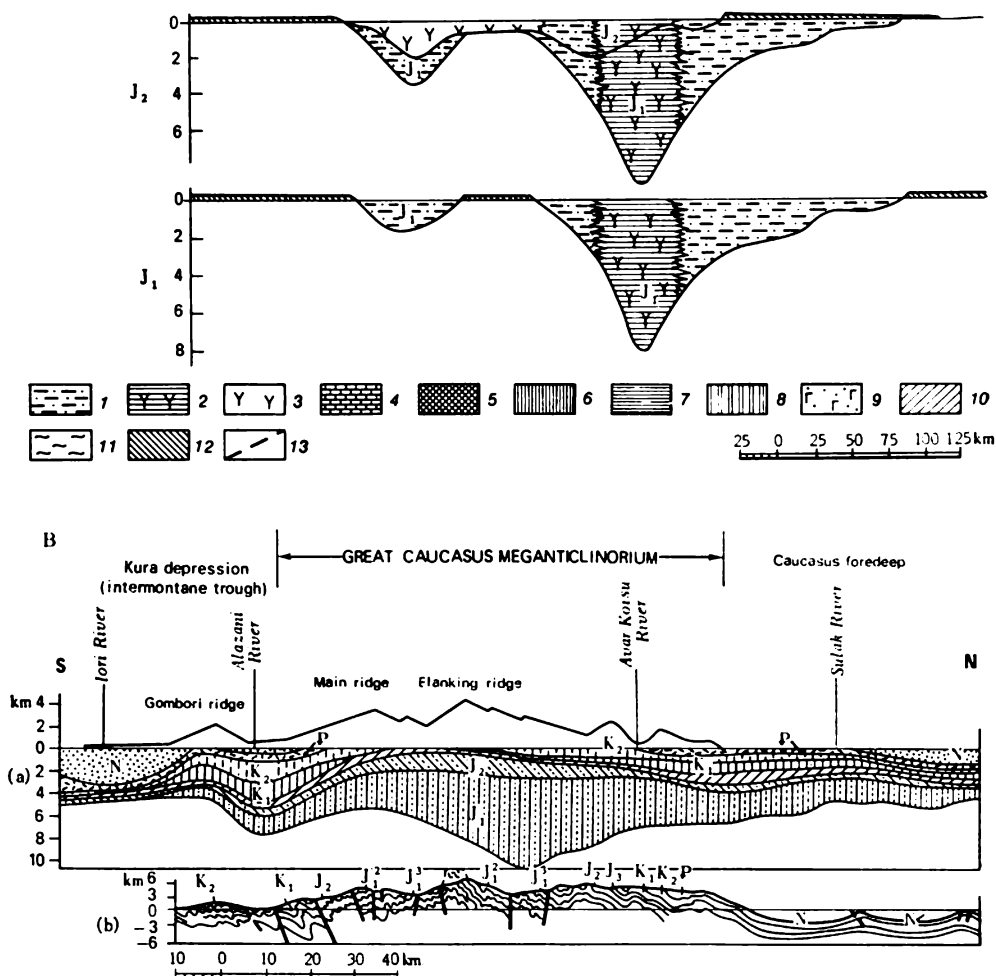 0
2
J₂
J₂
J₁
J₁
4
6
0
2
J₁
J₁
J₁
4
6
8
1 2 3 4 5 6 7 8 9 10
11 12 13
25 0 25 50 75 100 125 km
B
GREAT CAUCASUS MEGANTICLINORIUM
Kura depression
(intermontane trough)
Caucasus foredeep
Iori River
Alazani River
Avar Koisu River
Sulak River
S
N
Gombori ridge
Main ridge
Flanking ridge
km 4
2
0
(a)
2
4
6
8
10
N
P
K₂
K₁
J₂
J₁
K₂
K₁
P
N
km 6
3
0
(b)
-3
-6
K₂ K₁ J₂ J₁² J₁³ J₁² J₁³ J₂ J₃ K₁ K₂ P
N N
10 0 10 20 30 40 km